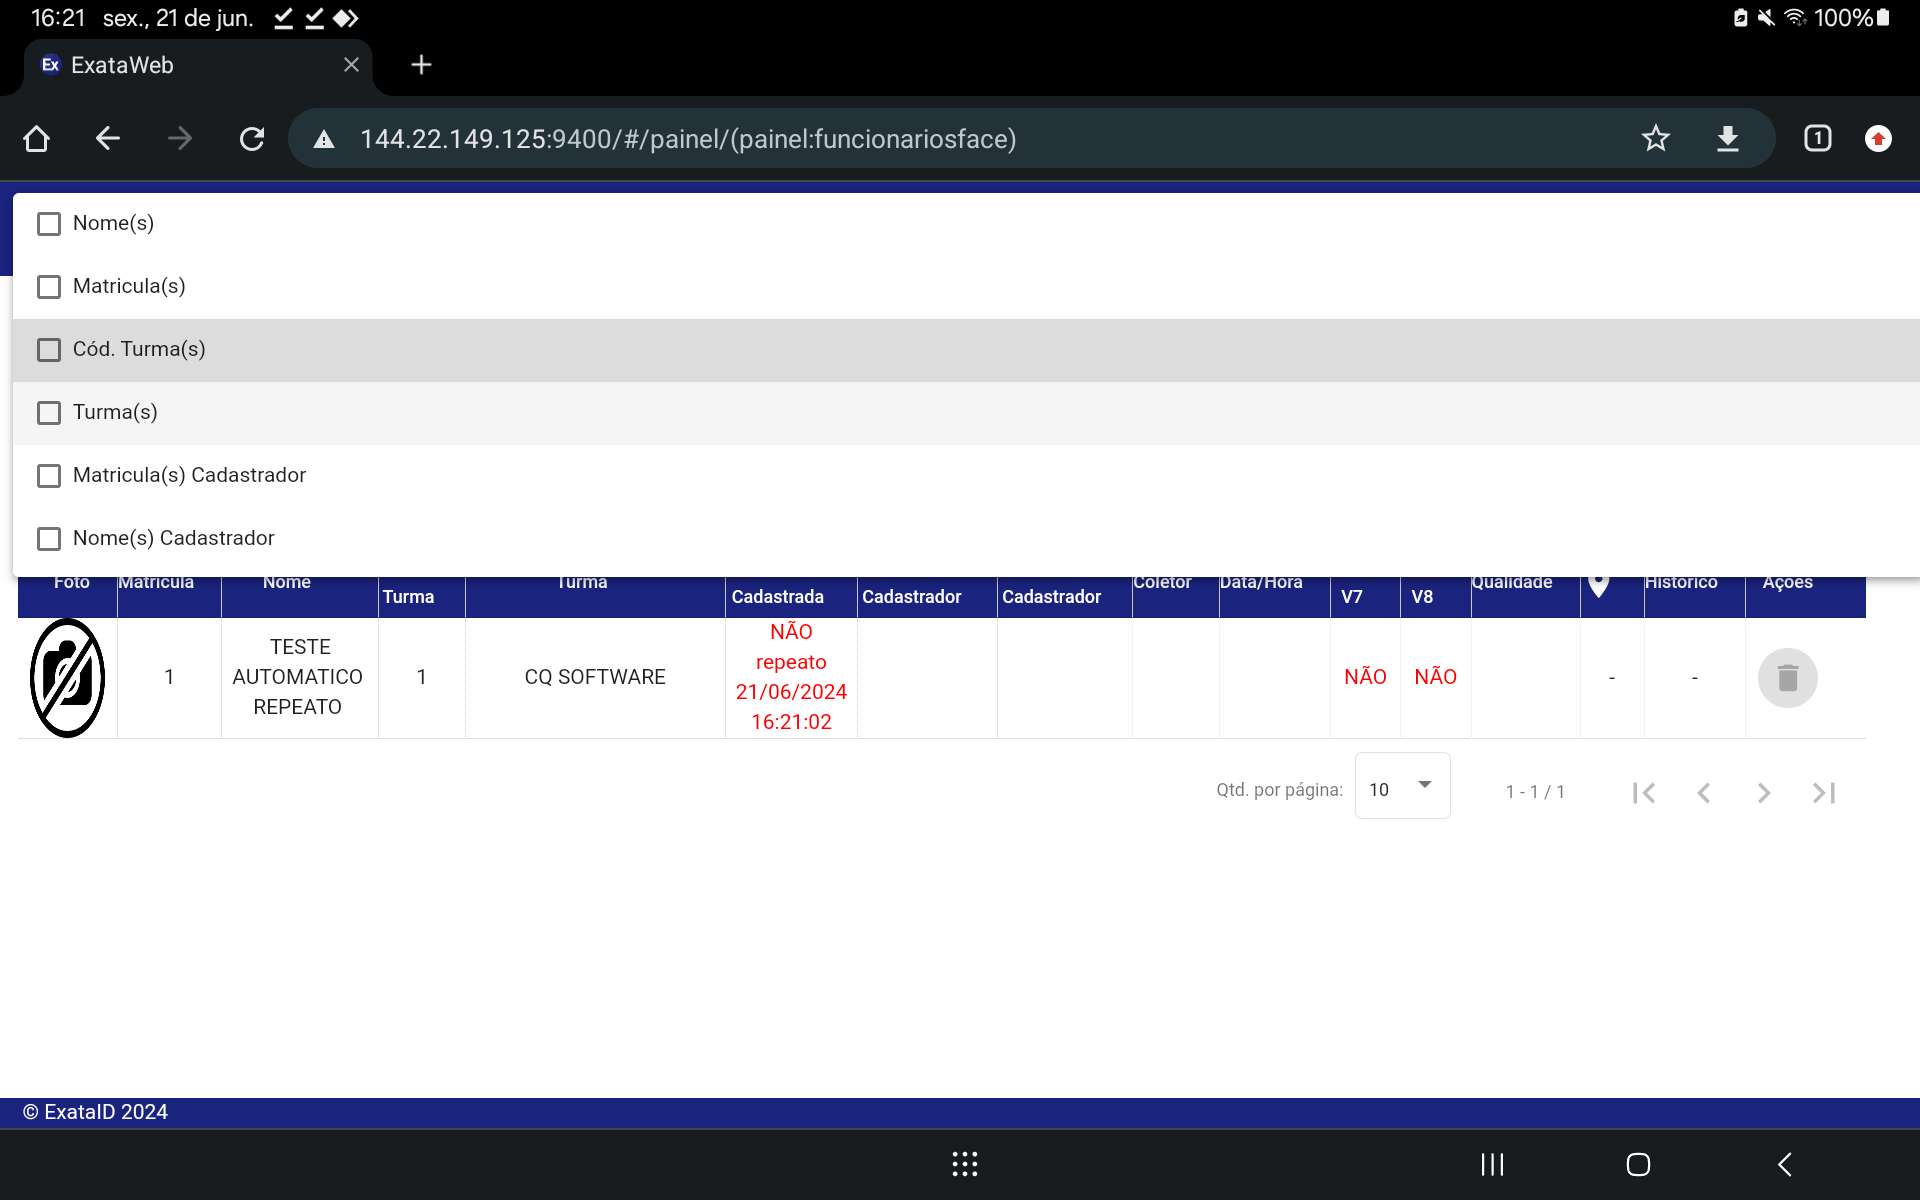 16:21 sex., 21 de jun. 100%
Ex ExataWeb
144.22.149.125:9400/#/painel/(painel:funcionariosface) 1
Nome(s)
Matricula(s)
Cód. Turma(s)
Turma(s)
Matricula(s) Cadastrador
Nome(s) Cadastrador
Foto Matrícula Nome Turma Turma Cadastrada Cadastrador Cadastrador Coletor Data/Hora V7 V8 Qualidade Histórico Ações
1 TESTE AUTOMATICO REPEATO 1 CQ SOFTWARE NÃO repeato 21/06/2024 16:21:02 NÃO NÃO - -
Qtd. por página: 10 1 - 1 / 1
© ExataID 2024